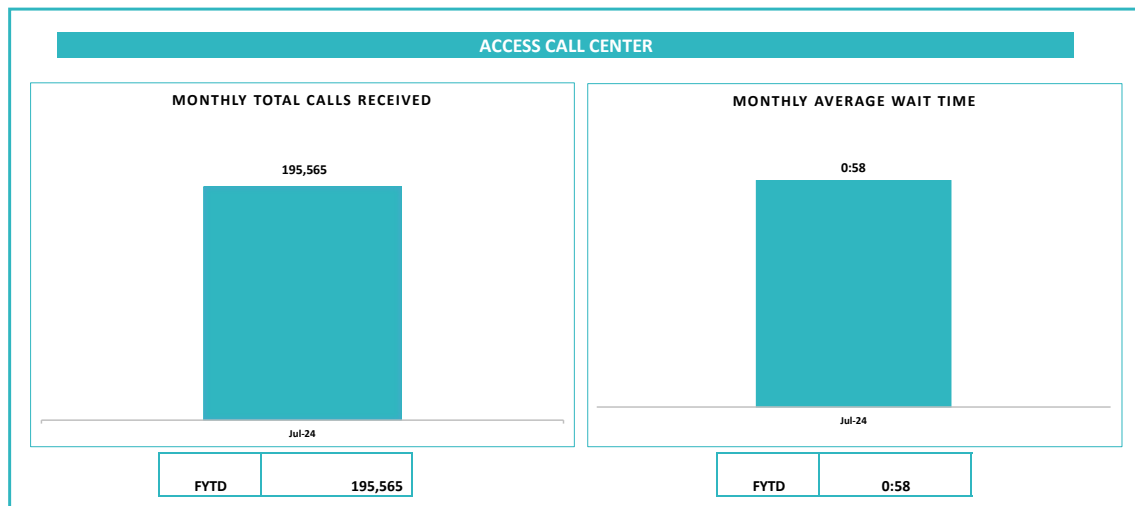 ACCESS CALL CENTER
MONTHLY TOTAL CALLS RECEIVED
195,565
Jul-24
FYTD 195,565
MONTHLY AVERAGE WAIT TIME
0:58
Jul-24
FYTD 0:58